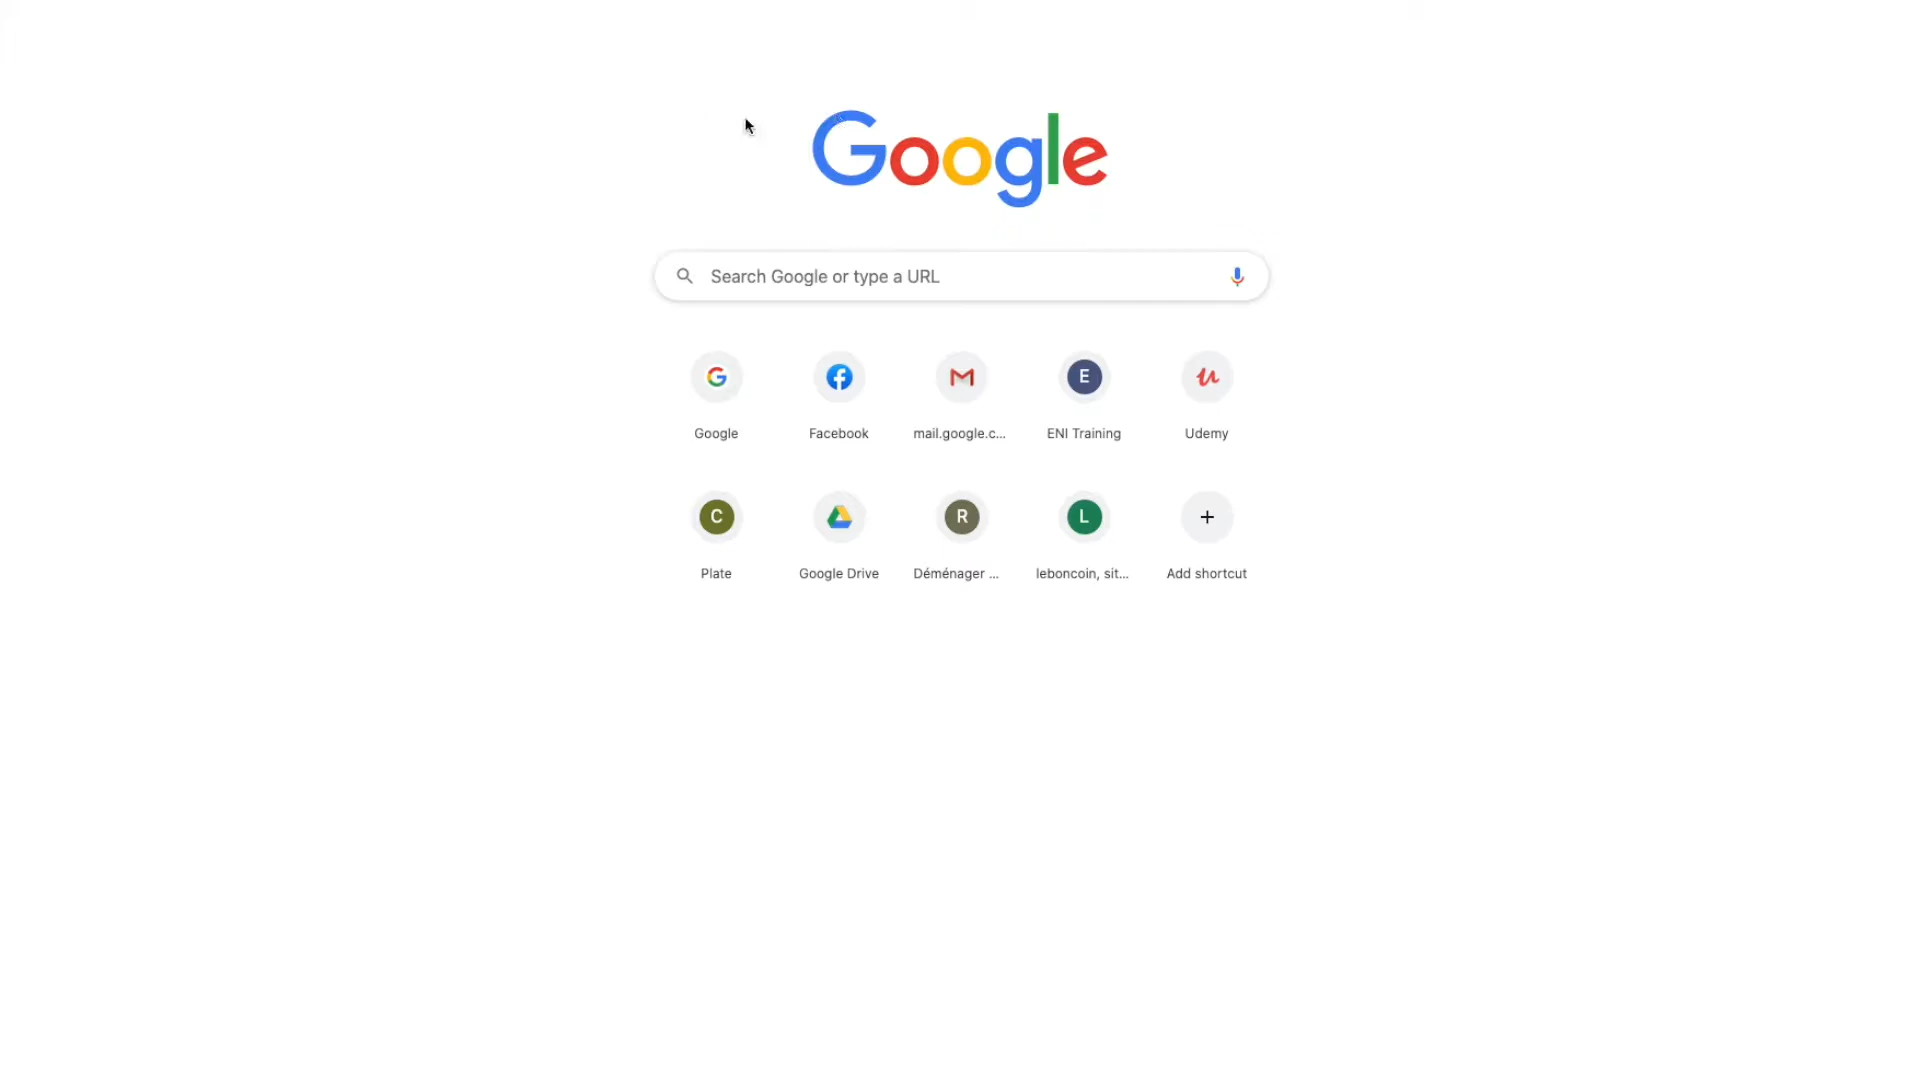 Google
Search Google or type a URL
Google
Facebook
mail.google.c...
E
ENI Training
Udemy
C
Plate
Google Drive
R
Déménager ...
L
leboncoin, sit...
Add shortcut